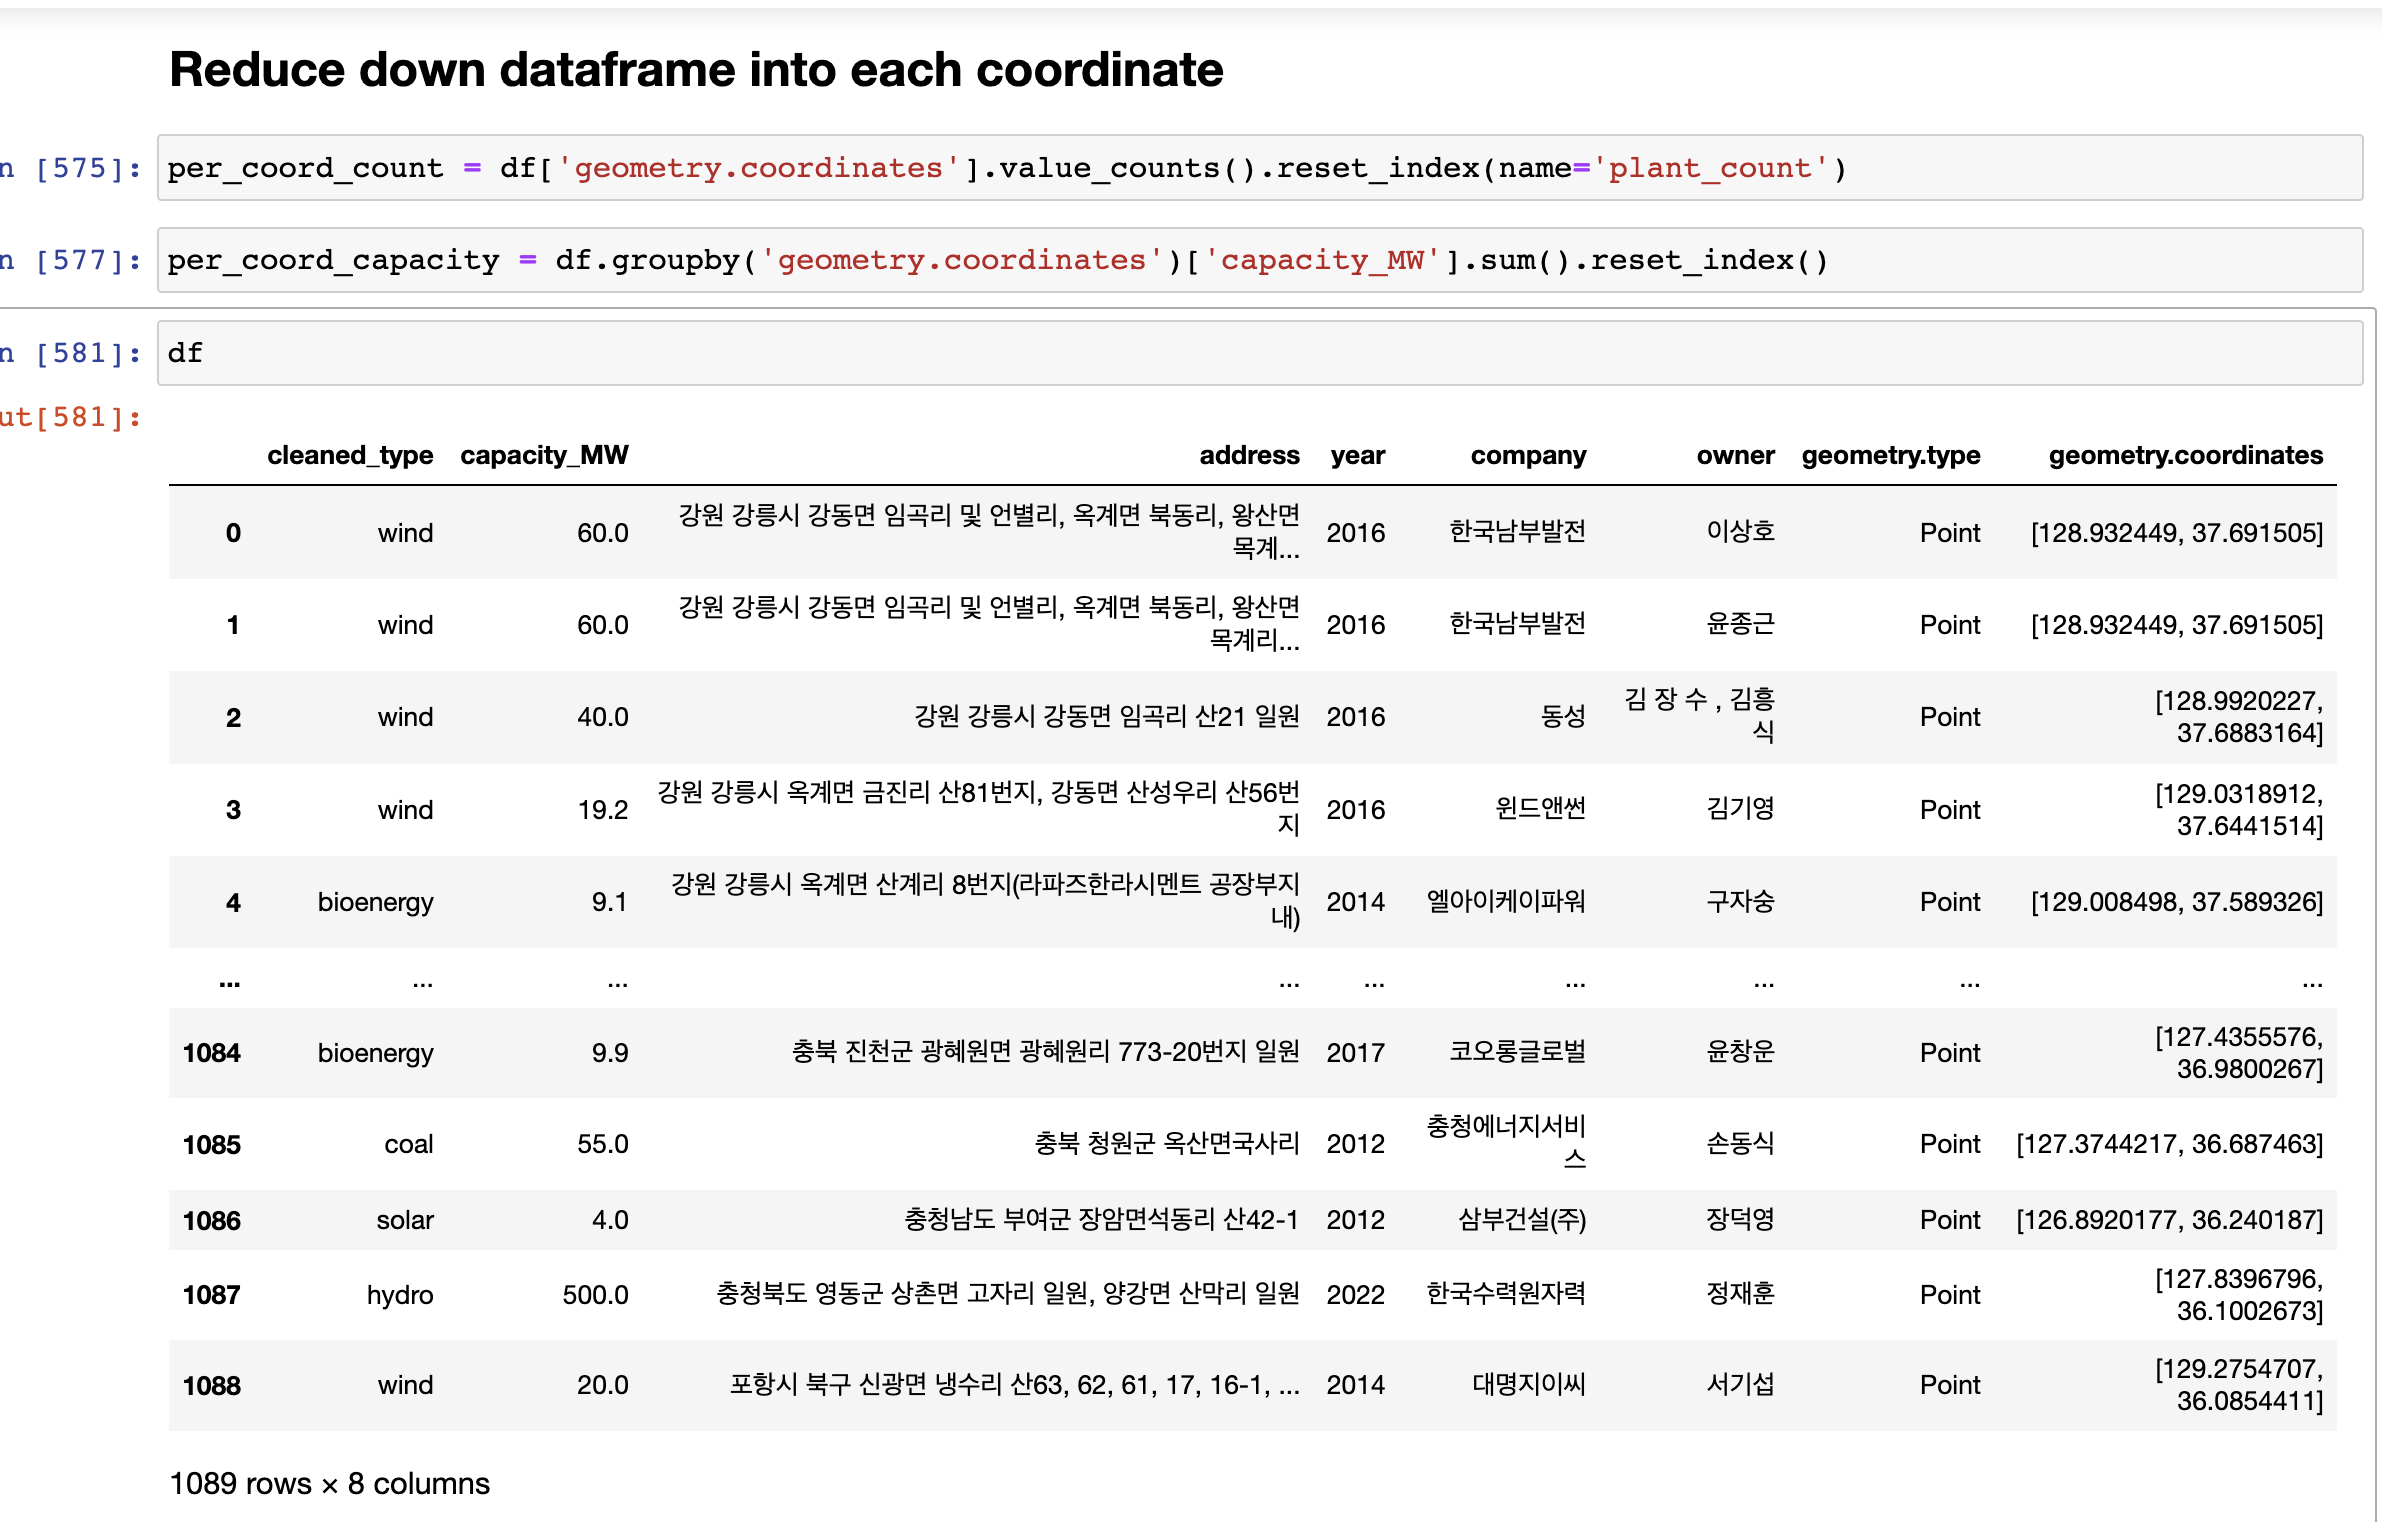 Reduce down dataframe into each coordinate
n [575]: per_coord_count = df['geometry.coordinates'].value_counts().reset_index(name='plant_count')
n [577]: per_coord_capacity = df.groupby('geometry.coordinates')['capacity_MW'].sum().reset_index()
n [581]: df
ut[581]:
cleaned_type capacity_MW address year company owner geometry.type geometry.coordinates
0 wind 60.0 강원 강릉시 강동면 임곡리 및 언별리, 옥계면 북동리, 왕산면
목계... 2016 한국남부발전 이상호 Point [128.932449, 37.691505]
1 wind 60.0 강원 강릉시 강동면 임곡리 및 언별리, 옥계면 북동리, 왕산면
목계리... 2016 한국남부발전 윤종근 Point [128.932449, 37.691505]
2 wind 40.0 강원 강릉시 강동면 임곡리 산21 일원 2016 동성 김 장 수 , 김흥
식 Point [128.9920227,
37.6883164]
3 wind 19.2 강원 강릉시 옥계면 금진리 산81번지, 강동면 산성우리 산56번
지 2016 윈드앤썬 김기영 Point [129.0318912,
37.6441514]
4 bioenergy 9.1 강원 강릉시 옥계면 산계리 8번지(라파즈한라시멘트 공장부지
내) 2014 엘아이케이파워 구자숭 Point [129.008498, 37.589326]
... ... ... ... ... ... ... ... ...
1084 bioenergy 9.9 충북 진천군 광혜원면 광혜원리 773-20번지 일원 2017 코오롱글로벌 윤창운 Point [127.4355576,
36.9800267]
1085 coal 55.0 충북 청원군 옥산면국사리 2012 충청에너지서비
스 손동식 Point [127.3744217, 36.687463]
1086 solar 4.0 충청남도 부여군 장암면석동리 산42-1 2012 삼부건설(주) 장덕영 Point [126.8920177, 36.240187]
1087 hydro 500.0 충청북도 영동군 상촌면 고자리 일원, 양강면 산막리 일원 2022 한국수력원자력 정재훈 Point [127.8396796,
36.1002673]
1088 wind 20.0 포항시 북구 신광면 냉수리 산63, 62, 61, 17, 16-1, ... 2014 대명지이씨 서기섭 Point [129.2754707,
36.0854411]
1089 rows × 8 columns